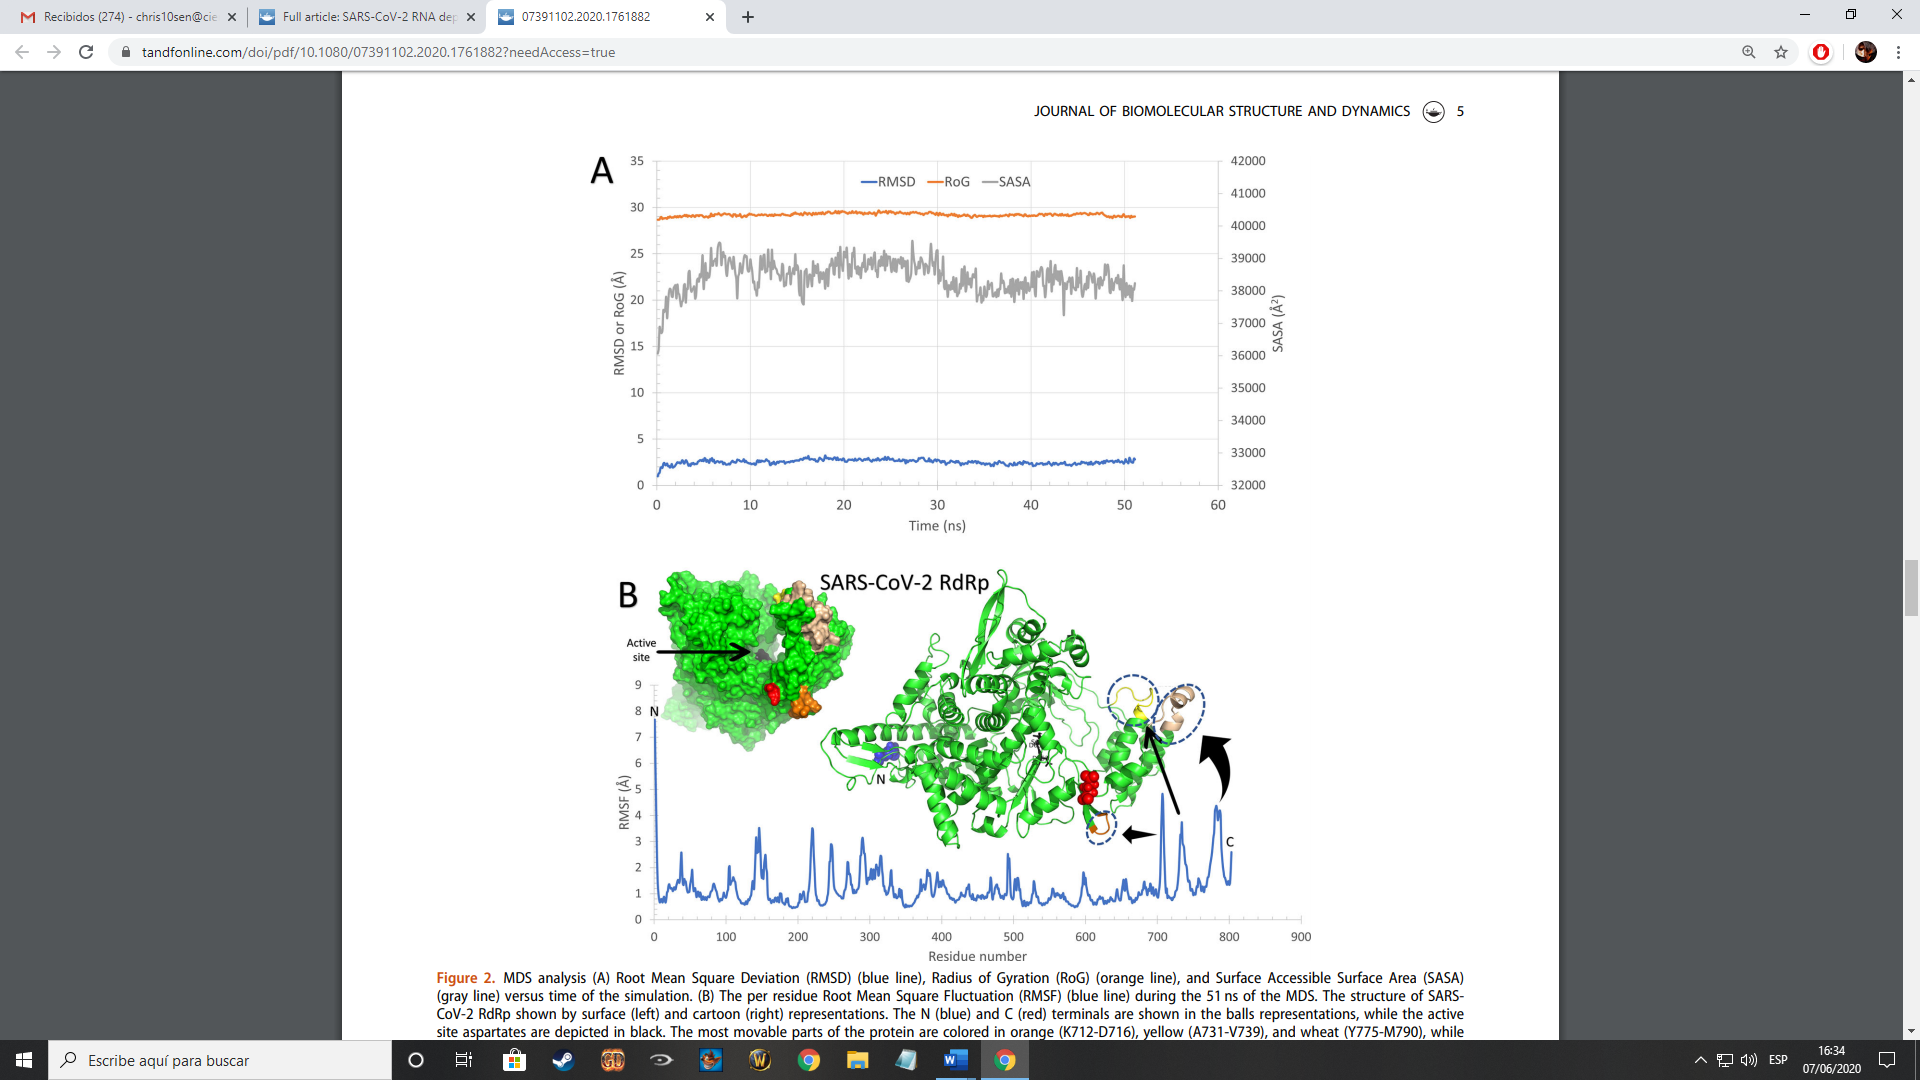 Recibidos (274) - chris10sen@cie
Full article: SARS-CoV-2 RNA dep
07391102.2020.1761882
tandfonline.com/doi/pdf/10.1080/07391102.2020.1761882?needAccess=true
JOURNAL OF BIOMOLECULAR STRUCTURE AND DYNAMICS 5
A
RMSD RoG SASA
35
30
25
20
15
10
5
0
RMSD or RoG (Å)
42000
41000
40000
39000
38000
37000
36000
35000
34000
33000
32000
SASA (Å²)
0 10 20 30 40 50 60
Time (ns)
B
SARS-CoV-2 RdRp
Active
site
N
N
C
9
8
7
6
5
4
3
2
1
0
RMSF (Å)
0 100 200 300 400 500 600 700 800 900
Residue number
Figure 2. MDS analysis (A) Root Mean Square Deviation (RMSD) (blue line), Radius of Gyration (RoG) (orange line), and Surface Accessible Surface Area (SASA)
(gray line) versus time of the simulation. (B) The per residue Root Mean Square Fluctuation (RMSF) (blue line) during the 51 ns of the MDS. The structure of SARS-
CoV-2 RdRp shown by surface (left) and cartoon (right) representations. The N (blue) and C (red) terminals are shown in the balls representations, while the active
site aspartates are depicted in black. The most movable parts of the protein are colored in orange (K712-D716), yellow (A731-V739), and wheat (Y775-M790), while
Escribe aquí para buscar
ESP
16:34
07/06/2020